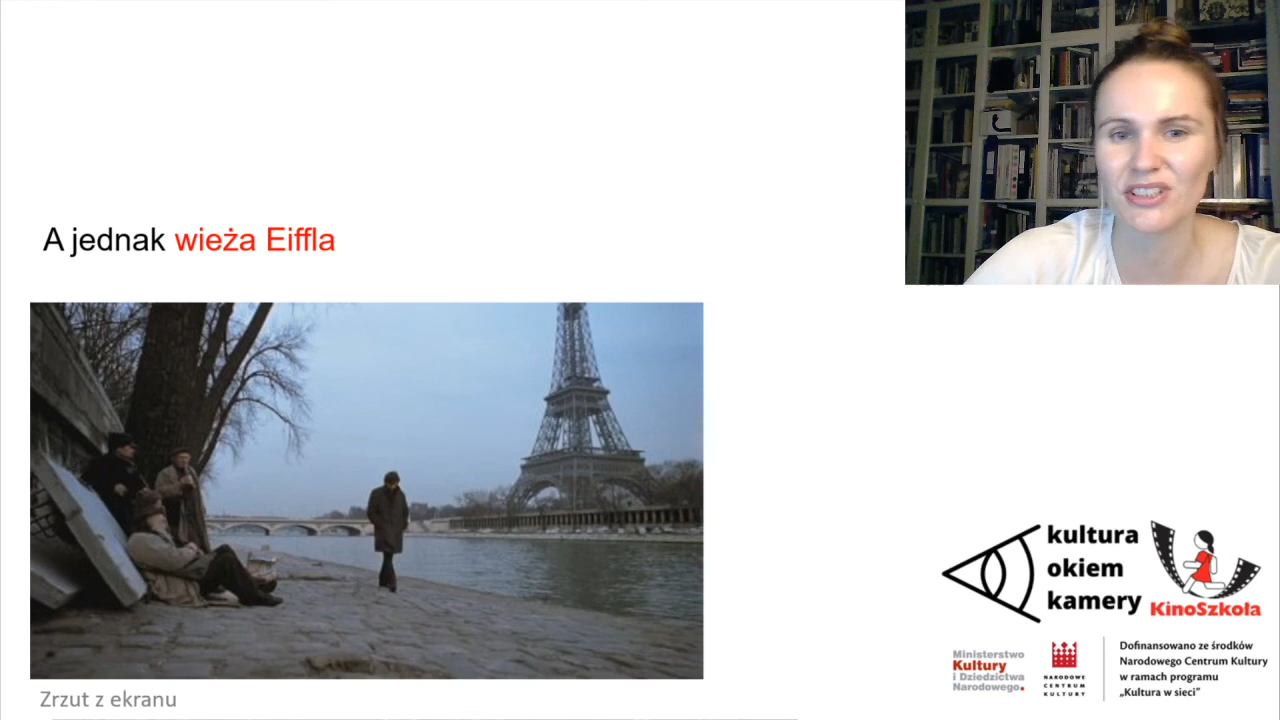 A jednak wieża Eiffla
Zrzut z ekranu
kultura
okiem
kamery
KinoSzkoła
Ministerstwo
Kultury
i Dziedzictwa
Narodowego.
NARODOWE
CENTRUM
KULTURY
Dofinansowano ze środków
Narodowego Centrum Kultury
w ramach programu
„Kultura w sieci”